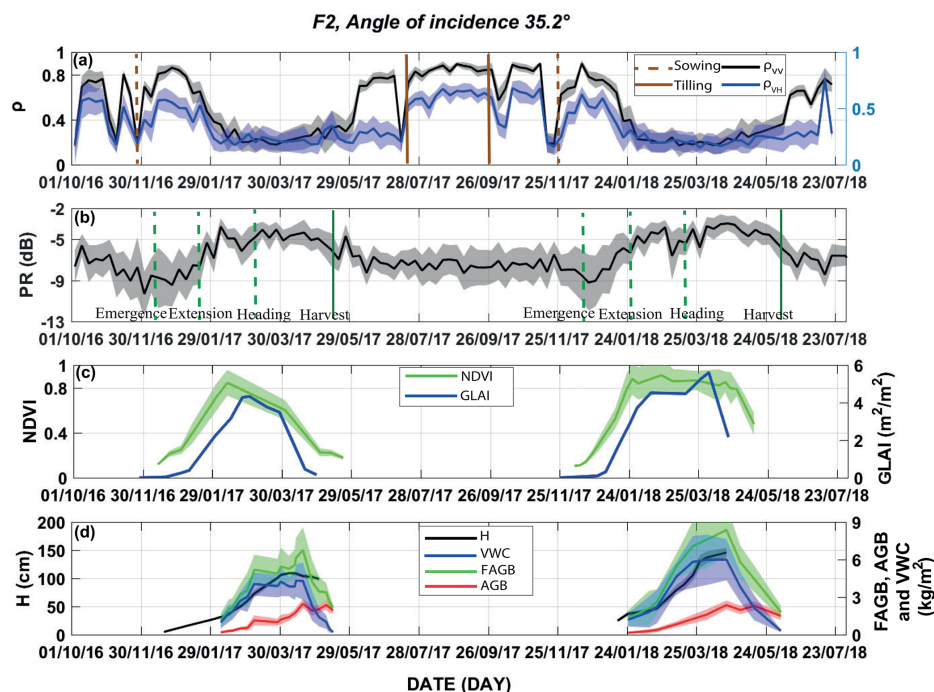 F2, Angle of incidence 35.2°
(a)
1
0.8
0.4
0
ρ
1
0.5
0
Sowing
Tilling
ρVV
ρVH
01/10/16 30/11/16 29/01/17 30/03/17 29/05/17 28/07/17 26/09/17 25/11/17 24/01/18 25/03/18 24/05/18 23/07/18
(b)
-2
-5
-9
-13
PR (dB)
Emergence Extension Heading Harvest Emergence Extension Heading Harvest
01/10/16 30/11/16 29/01/17 30/03/17 29/05/17 28/07/17 26/09/17 25/11/17 24/01/18 25/03/18 24/05/18 23/07/18
(c)
1
0.8
0.4
0
NDVI
NDVI
GLAI
6
4
2
0
GLAI (m²/m²)
01/10/16 30/11/16 29/01/17 30/03/17 29/05/17 28/07/17 26/09/17 25/11/17 24/01/18 25/03/18 24/05/18 23/07/18
(d)
200
150
100
50
0
H (cm)
H
VWC
FAGB
AGB
9
6
3
0
FAGB, AGB
and VWC
(kg/m²)
01/10/16 30/11/16 29/01/17 30/03/17 29/05/17 28/07/17 26/09/17 25/11/17 24/01/18 25/03/18 24/05/18 23/07/18
DATE (DAY)